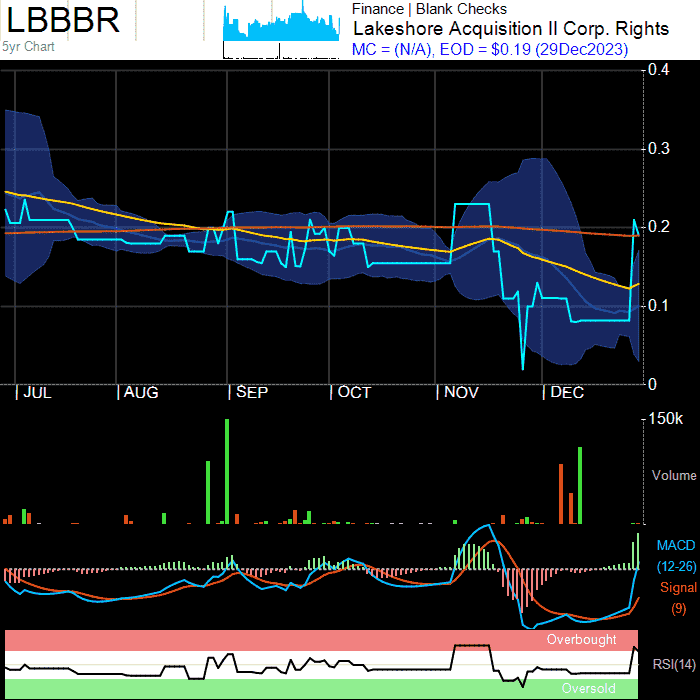 LBBBR
5yr Chart
Finance | Blank Checks
Lakeshore Acquisition II Corp. Rights
MC = (N/A), EOD = $0.19 (29Dec2023)
0.4
0.3
0.2
0.1
0
| JUL | AUG | SEP | OCT | NOV | DEC
150k
Volume
MACD
(12-26)
Signal
(9)
Overbought
RSI(14)
Oversold